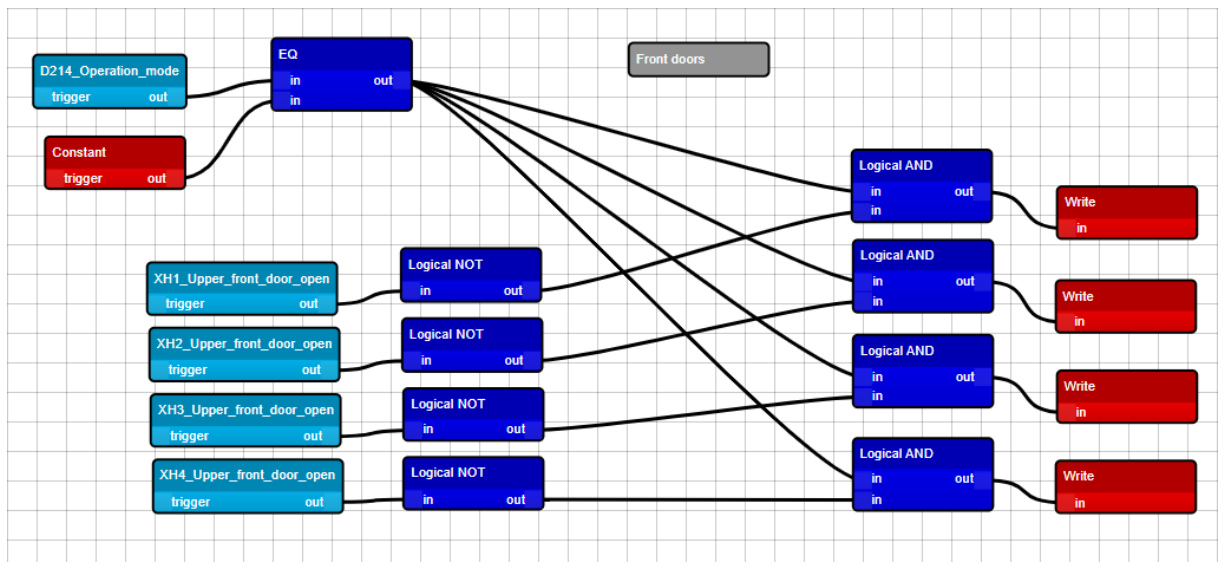 EQ
Front doors
D214_Operation_mode
in out
trigger out
in
Constant
trigger out
Logical AND
in out
in
Write
in
Logical AND
in out
in
Logical NOT
in out
XH1_Upper_front_door_open
trigger out
Write
in
XH2_Upper_front_door_open
trigger out
Logical NOT
in out
Logical AND
in out
in
Write
in
XH3_Upper_front_door_open
trigger out
Logical NOT
in out
Logical AND
in out
in
XH4_Upper_front_door_open
trigger out
Logical NOT
in out
Write
in